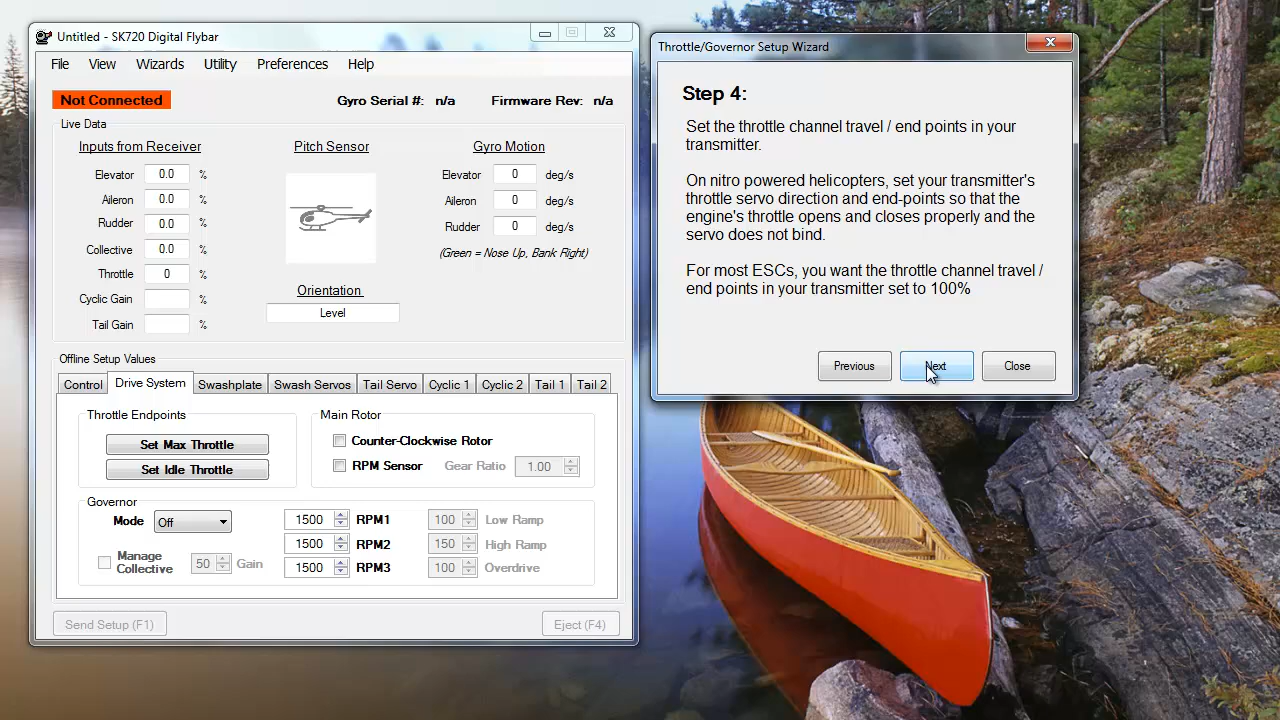 Untitled - SK720 Digital Flybar
File View Wizards Utility Preferences Help
Not Connected Gyro Serial #: n/a Firmware Rev: n/a
Live Data
Inputs from Receiver Pitch Sensor Gyro Motion
Elevator 0.0 % Elevator 0 deg/s
Aileron 0.0 % Aileron 0 deg/s
Rudder 0.0 % Rudder 0 deg/s
Collective 0.0 % (Green = Nose Up, Bank Right)
Throttle 0 %
Cyclic Gain % Orientation
Tail Gain % Level
Offline Setup Values
Control Drive System Swashplate Swash Servos Tail Servo Cyclic 1 Cyclic 2 Tail 1 Tail 2
Throttle Endpoints Main Rotor
Set Max Throttle Counter-Clockwise Rotor
Set Idle Throttle RPM Sensor Gear Ratio 1.00
Governor
Mode Off 1500 RPM1 100 Low Ramp
Manage Collective 50 Gain 1500 RPM2 150 High Ramp
1500 RPM3 100 Overdrive
Send Setup (F1) Eject (F4)
Throttle/Governor Setup Wizard
Step 4:
Set the throttle channel travel / end points in your
transmitter.
On nitro powered helicopters, set your transmitter's
throttle servo direction and end-points so that the
engine's throttle opens and closes properly and the
servo does not bind.
For most ESCs, you want the throttle channel travel /
end points in your transmitter set to 100%
Previous Next Close